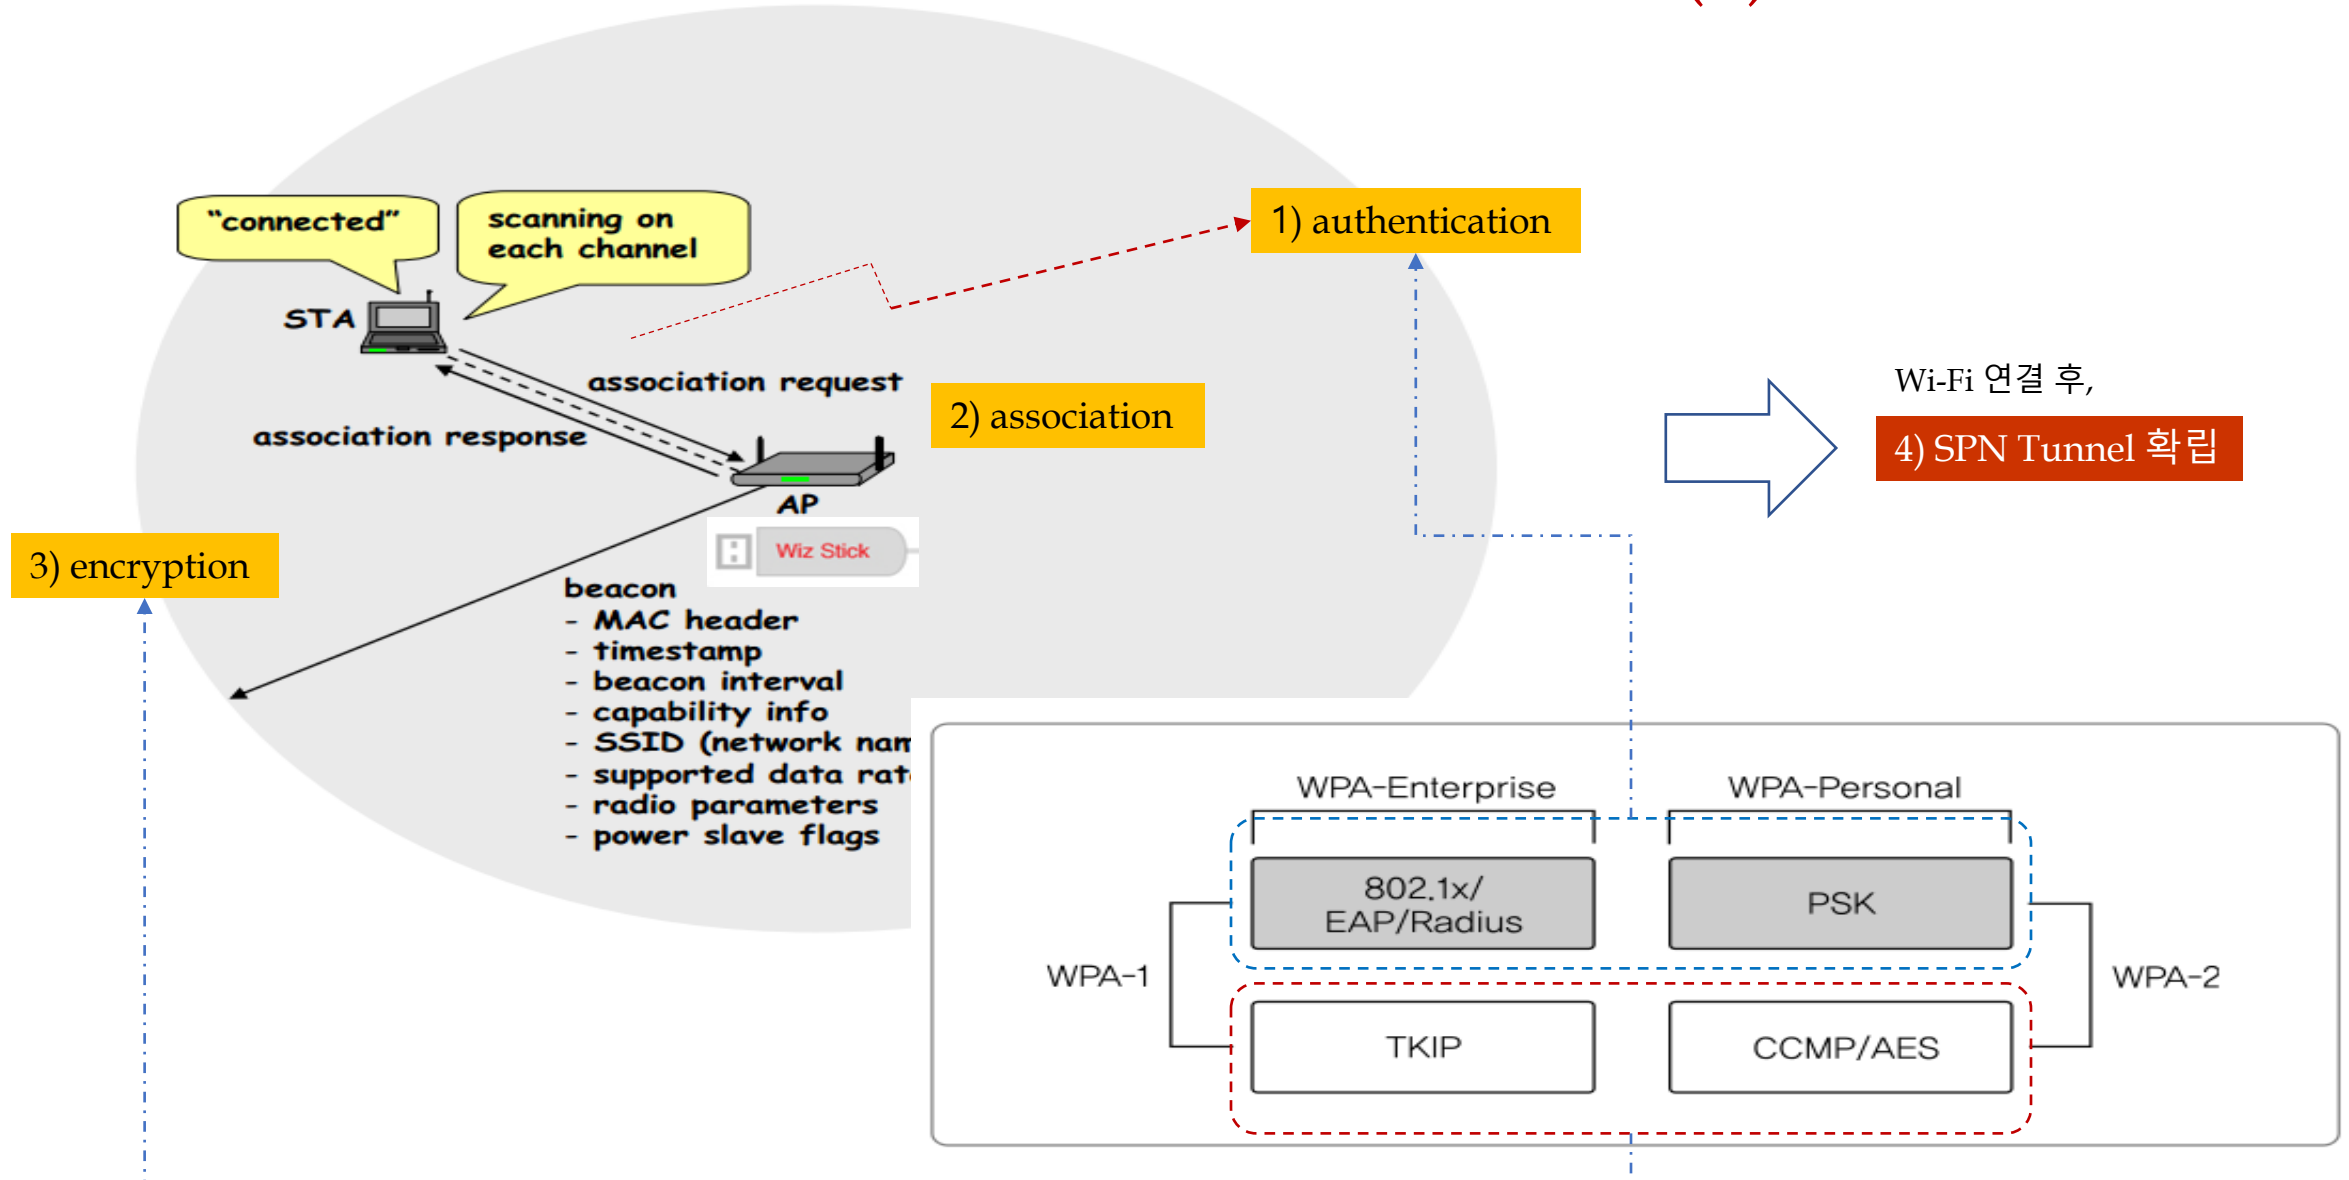 “connected”
scanning on
each channel
1) authentication
STA
association request
Wi-Fi 연결 후,
2) association
association response
4) SPN Tunnel 확립
AP
Wiz Stick
3) encryption
beacon
- MAC header
- timestamp
- beacon interval
- capability info
- SSID (network
- supported data
- radio parameters
- power slave flags
WPA-Enterprise
WPA-Personal
802.1x/
EAP/Radius
PSK
WPA-1
WPA-2
TKIP
CCMP/AES